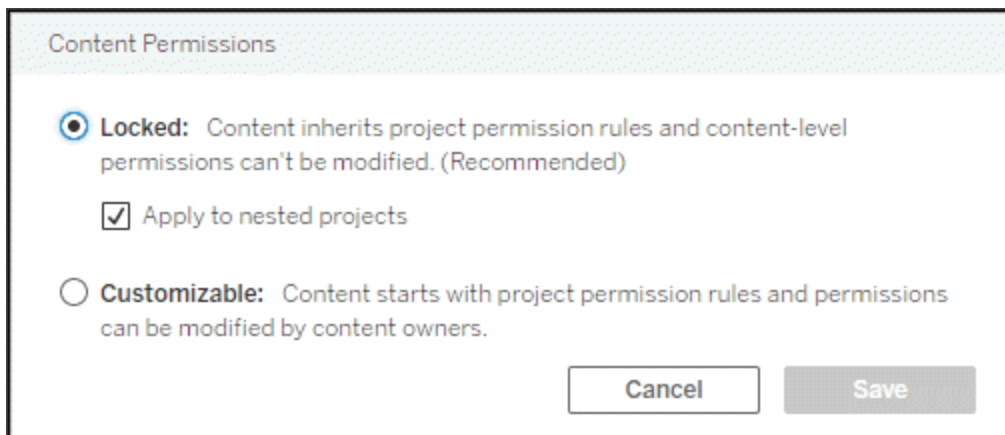 Content Permissions
Locked: Content inherits project permission rules and content-level
permissions can't be modified. (Recommended)
Apply to nested projects
Customizable: Content starts with project permission rules and permissions
can be modified by content owners.
Cancel Save